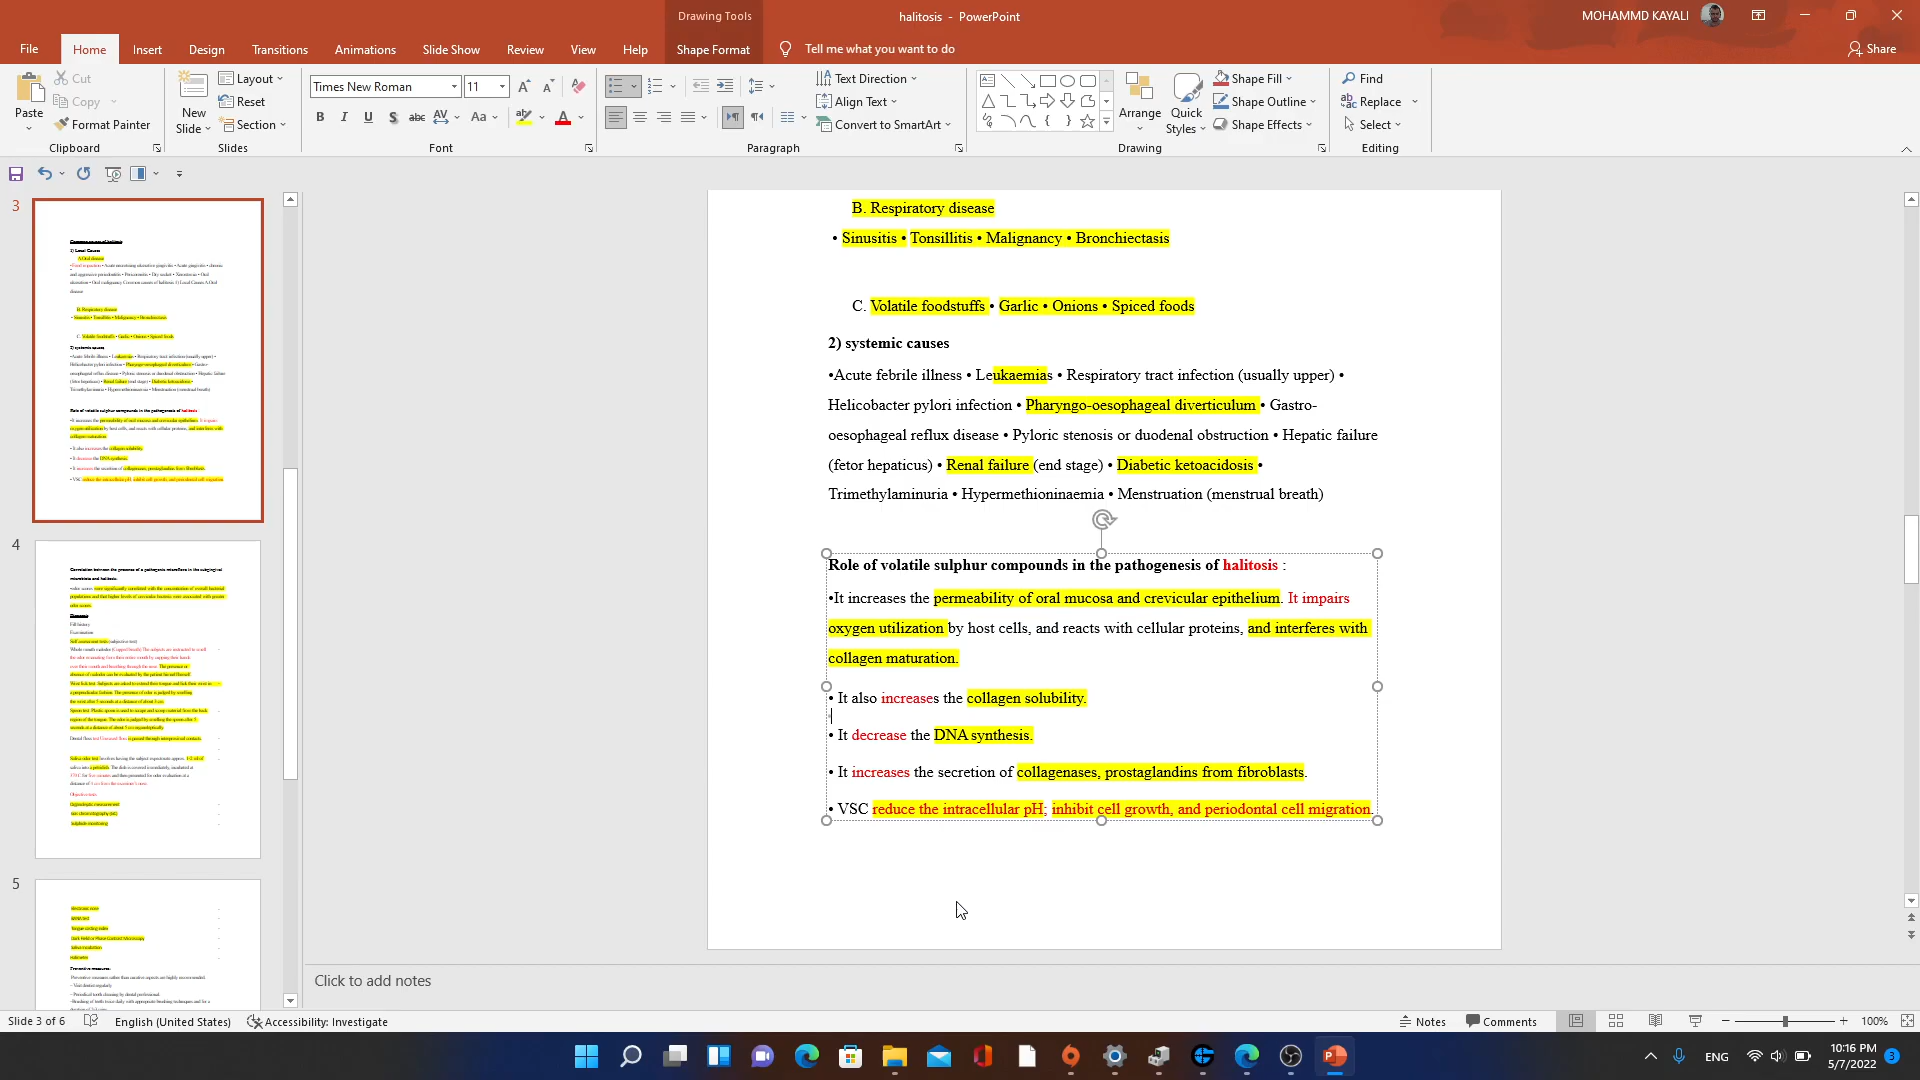 Drawing Tools
halitosis - PowerPoint
MOHAMMD KAYALI
File Home Insert Design Transitions Animations Slide Show Review View Help Shape Format Tell me what you want to do
Share
Paste
Cut
Copy
Format Painter
Clipboard
New
Slide
Layout
Reset
Section
Slides
Times New Roman 11
B I U S abc AV Aa A
Font
Paragraph
Text Direction
Align Text
Convert to SmartArt
Arrange
Quick
Styles
Shape Fill
Shape Outline
Shape Effects
Drawing
Find
Replace
Select
Editing
3
4
5
B. Respiratory disease
• Sinusitis • Tonsillitis • Malignancy • Bronchiectasis
C. Volatile foodstuffs • Garlic • Onions • Spiced foods
2) systemic causes
•Acute febrile illness • Leukaemias • Respiratory tract infection (usually upper) •
Helicobacter pylori infection • Pharyngo-oesophageal diverticulum • Gastro-
oesophageal reflux disease • Pyloric stenosis or duodenal obstruction • Hepatic failure
(fetor hepaticus) • Renal failure (end stage) • Diabetic ketoacidosis •
Trimethylaminuria • Hypermethioninaemia • Menstruation (menstrual breath)
Role of volatile sulphur compounds in the pathogenesis of halitosis :
•It increases the permeability of oral mucosa and crevicular epithelium. It impairs
oxygen utilization by host cells, and reacts with cellular proteins, and interferes with
collagen maturation.
• It also increases the collagen solubility.
• It decrease the DNA synthesis.
• It increases the secretion of collagenases, prostaglandins from fibroblasts.
• VSC reduce the intracellular pH; inhibit cell growth, and periodontal cell migration.
Click to add notes
Slide 3 of 6 English (United States) Accessibility: Investigate
Notes Comments 100%
ENG
10:16 PM
5/7/2022
3